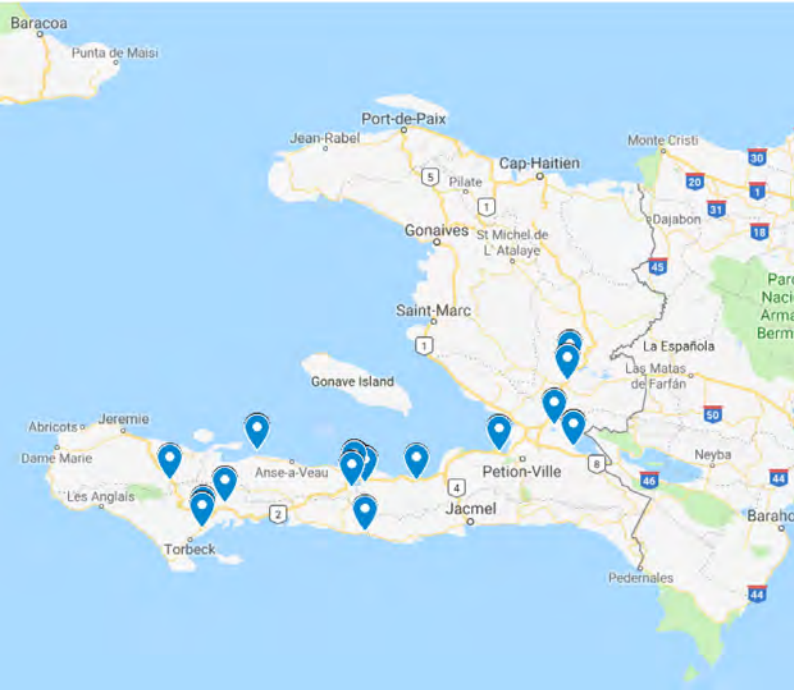 Baracoa
Punta de Maisi
Port-de-Paix
Jean-Rabel
Monte Cristi
30
Cap-Haitien
5
Pilate
20
1
1
31
Dajabon
Gonaives
St Michel de
L' Atalaye
18
45
Parc
Naci
Arma
Berm
Saint-Marc
1
La Española
Las Matas
de Farfán
Gonave Island
50
Abricots
Jeremie
Dame Marie
Anse-a-Veau
Petion-Ville
8
Neyba
46
44
Les Anglais
4
2
Jacmel
Baraho
Torbeck
Pedernales
44